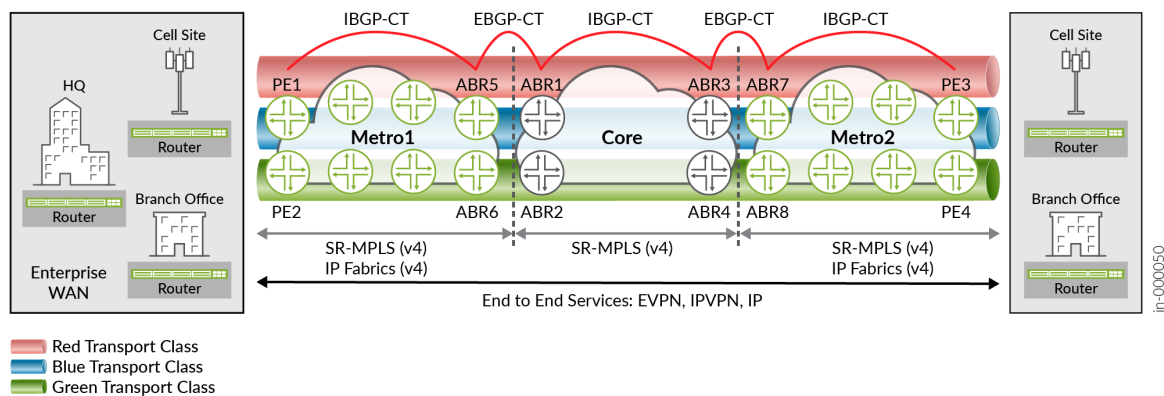 IBGP-CT EBGP-CT IBGP-CT EBGP-CT IBGP-CT
Cell Site
HQ
Router
Router
Branch Office
Router
Enterprise
WAN
PE1 ABR5 ABR1 ABR3 ABR7 PE3
Metro1 Core Metro2
PE2 ABR6 ABR2 ABR4 ABR8 PE4
SR-MPLS (v4) SR-MPLS (v4) SR-MPLS (v4)
IP Fabrics (v4) IP Fabrics (v4)
End to End Services: EVPN, IPVPN, IP
Cell Site
Router
Branch Office
Router
in-000050
Red Transport Class
Blue Transport Class
Green Transport Class